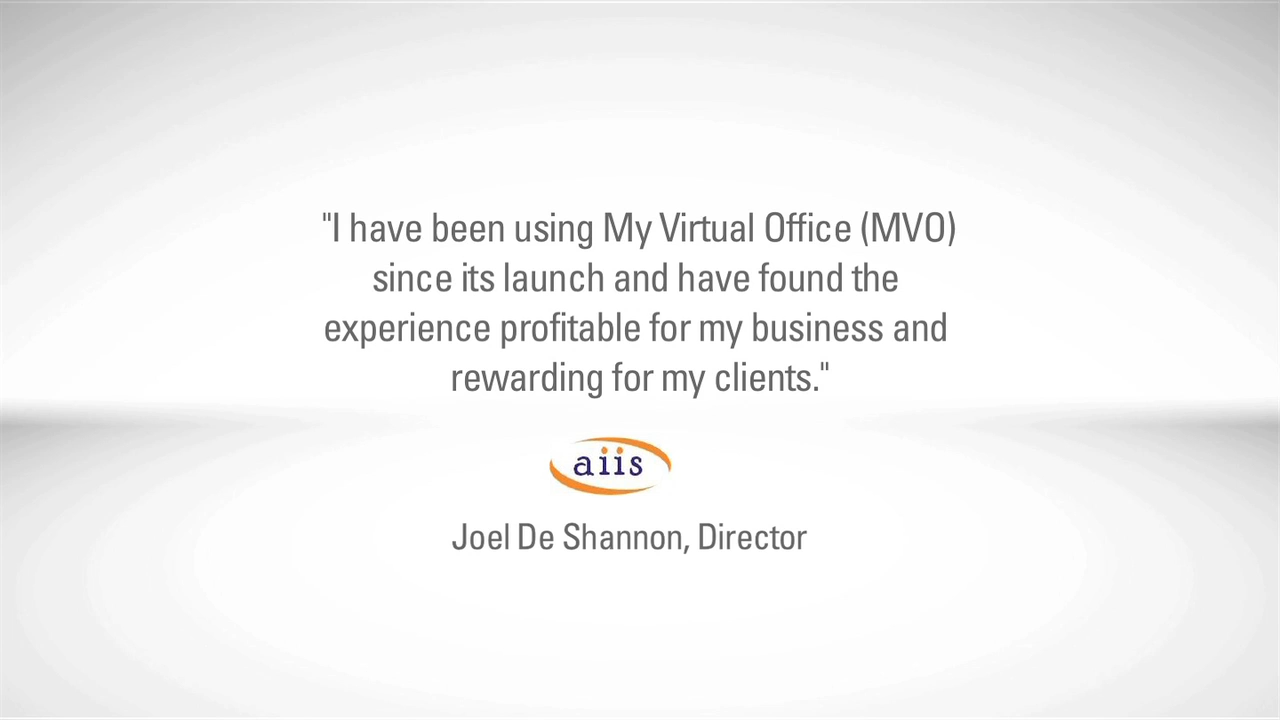 "I have been using My Virtual Office (MVO)
since its launch and have found the
experience profitable for my business and
rewarding for my clients."
aiis
Joel De Shannon, Director